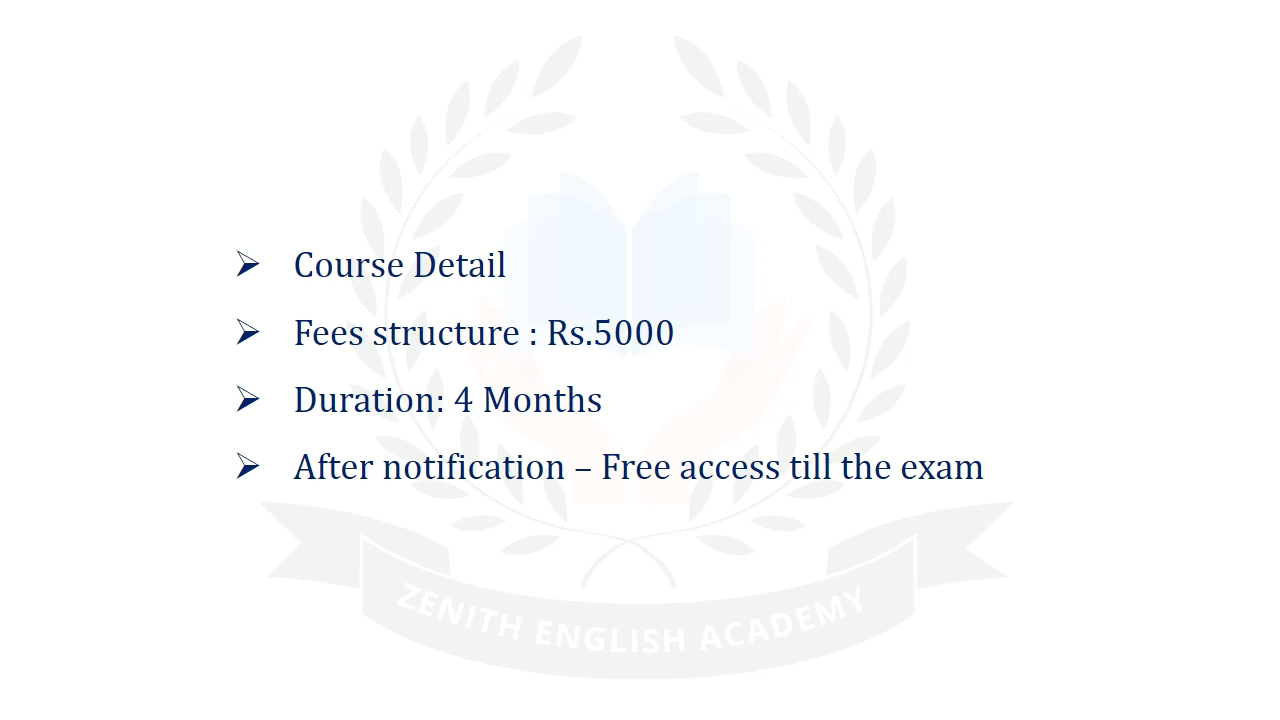 Course Detail
Fees structure : Rs.5000
Duration: 4 Months
After notification – Free access till the exam
ZENITH ENGLISH ACADEMY